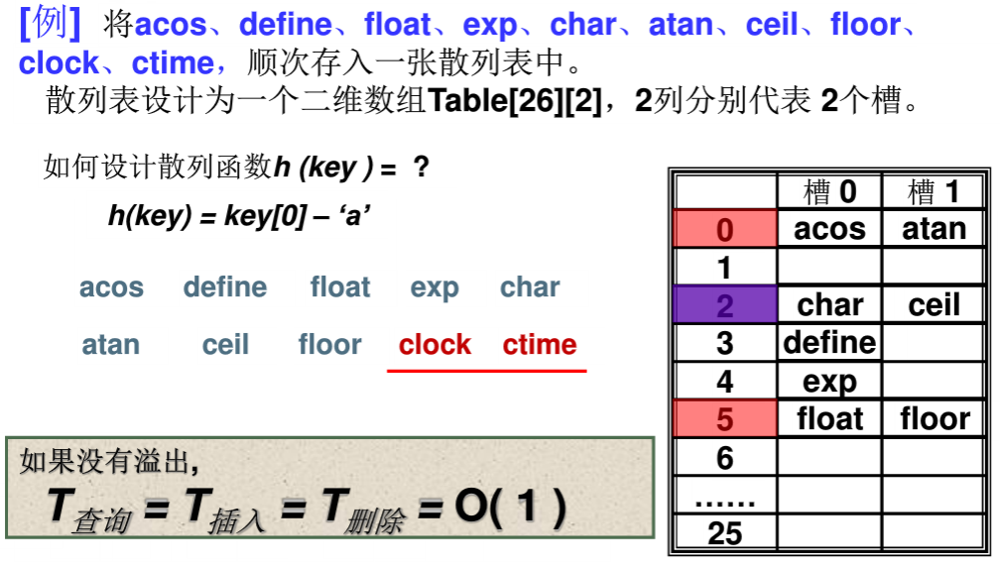 [例] 将acos、define、float、exp、char、atan、ceil、floor、
clock、ctime，顺次存入一张散列表中。
散列表设计为一个二维数组Table[26][2]，2列分别代表 2个槽。
如何设计散列函数h (key ) = ?
h(key) = key[0] – ‘a’
acos define float exp char
atan ceil floor clock ctime
如果没有溢出,
T查询 = T插入 = T删除 = O( 1 )
槽 0 槽 1
0 acos atan
1
2 char ceil
3 define
4 exp
5 float floor
6
……
25